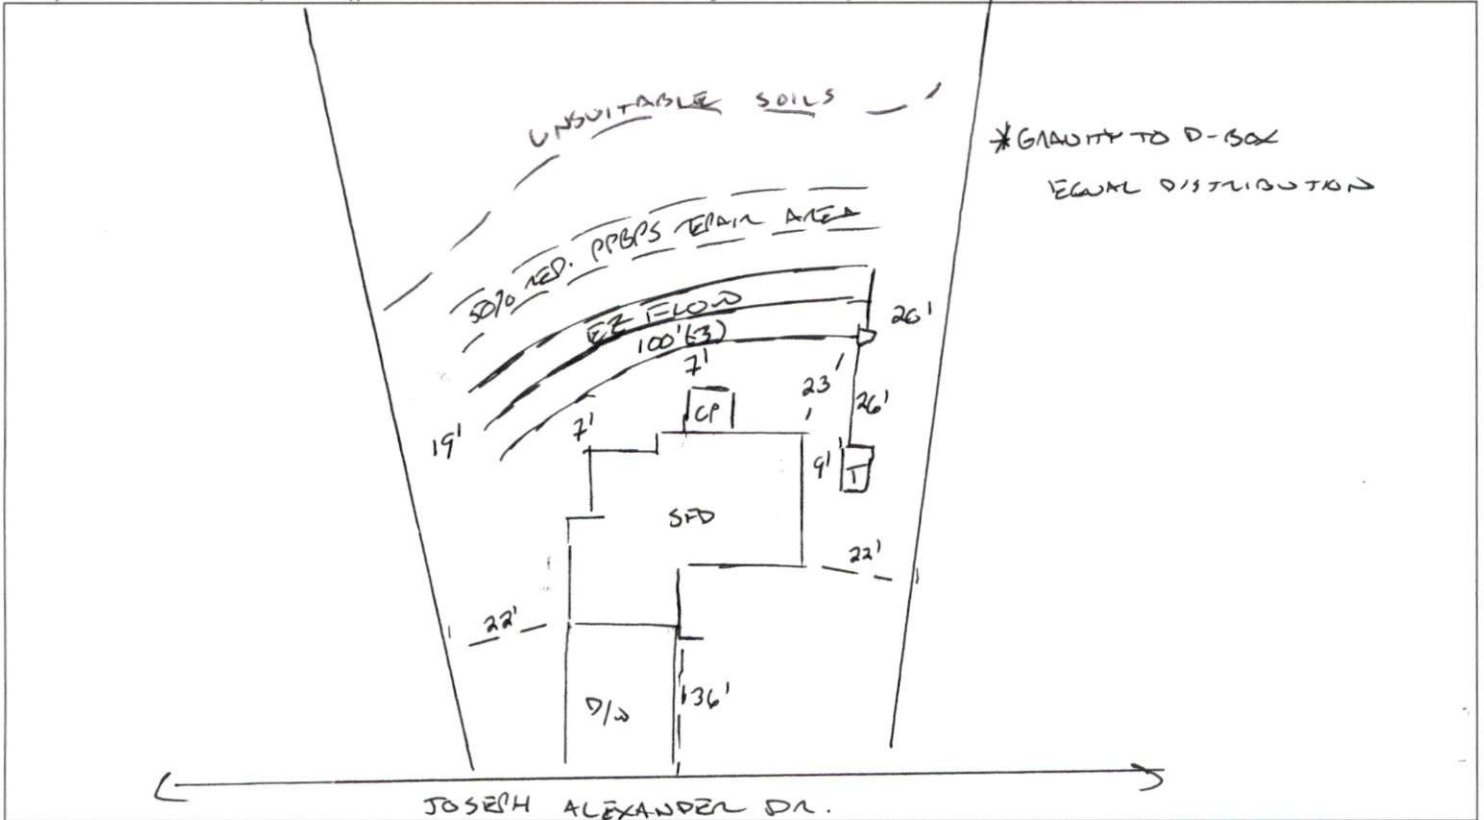 UNSUITABLE SOILS
*GRAVITY TO D-BOX
EQUAL DISTRIBUTION
50% RED. PPBPS REPAIR AREA
EZ FLOW
100' (3)
26'
7'
23'
26'
CP
7'
19'
9'
T
SFD
22'
22'
D/W
136'
JOSEPH ALEXANDER DR.